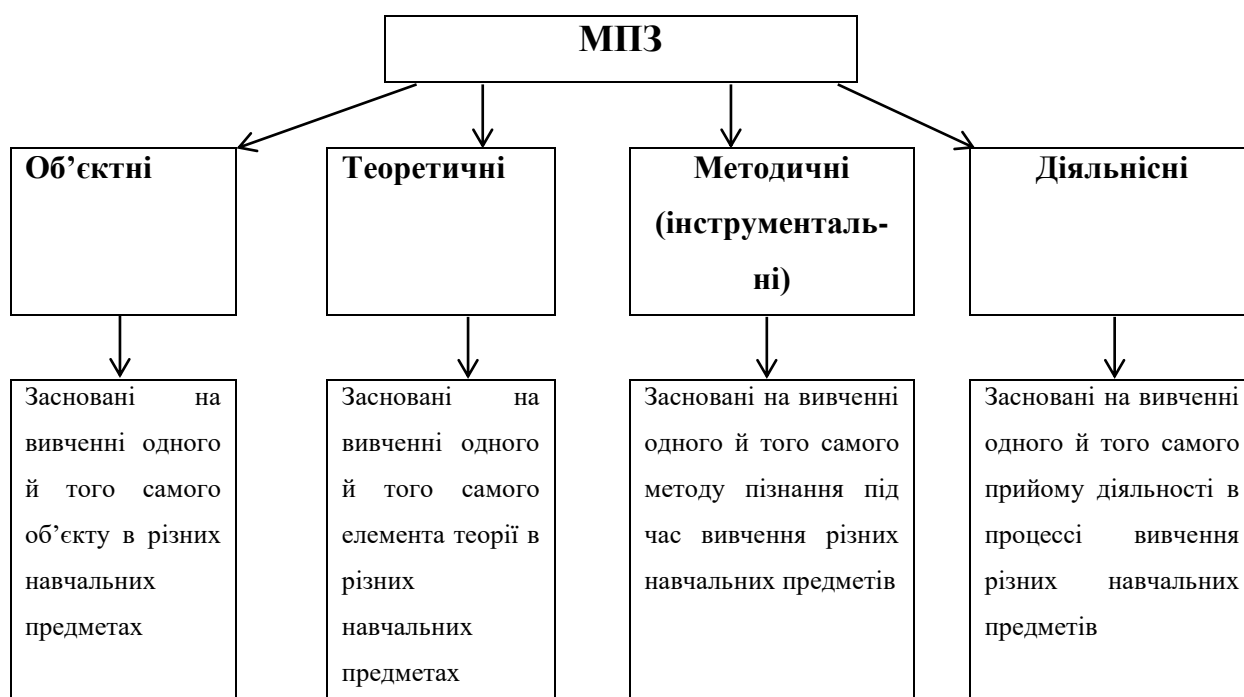 МПЗ
Об’єктні
Теоретичні
Методичні
(інструменталь-
ні)
Діяльнісні
Засновані на
вивченні одного
й того самого
об’єкту в різних
навчальних
предметах
Засновані на
вивченні одного
й того самого
елемента теорії в
різних
навчальних
предметах
Засновані на вивченні
одного й того самого
методу пізнання під
час вивчення різних
навчальних предметів
Засновані на вивченні
одного й того самого
прийому діяльності в
процессі вивчення
різних навчальних
предметів